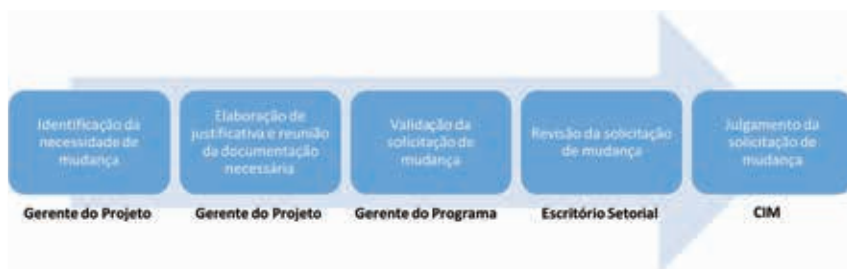 Identificação da
necessidade de
mudança
Elaboração de
justificativa e reunião
da documentação
necessária
Validação da
solicitação de
mudança
Revisão da solicitação
de mudança
Julgamento da
solicitação de
mudança
Gerente do Projeto
Gerente do Projeto
Gerente do Programa
Escritório Setorial
CIM